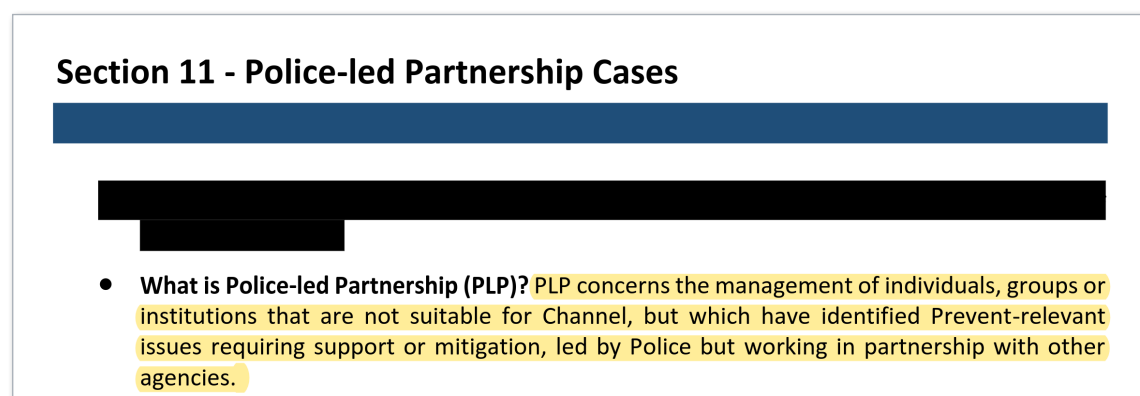 Section 11 - Police-led Partnership Cases
● What is Police-led Partnership (PLP)? PLP concerns the management of individuals, groups or
institutions that are not suitable for Channel, but which have identified Prevent-relevant
issues requiring support or mitigation, led by Police but working in partnership with other
agencies.